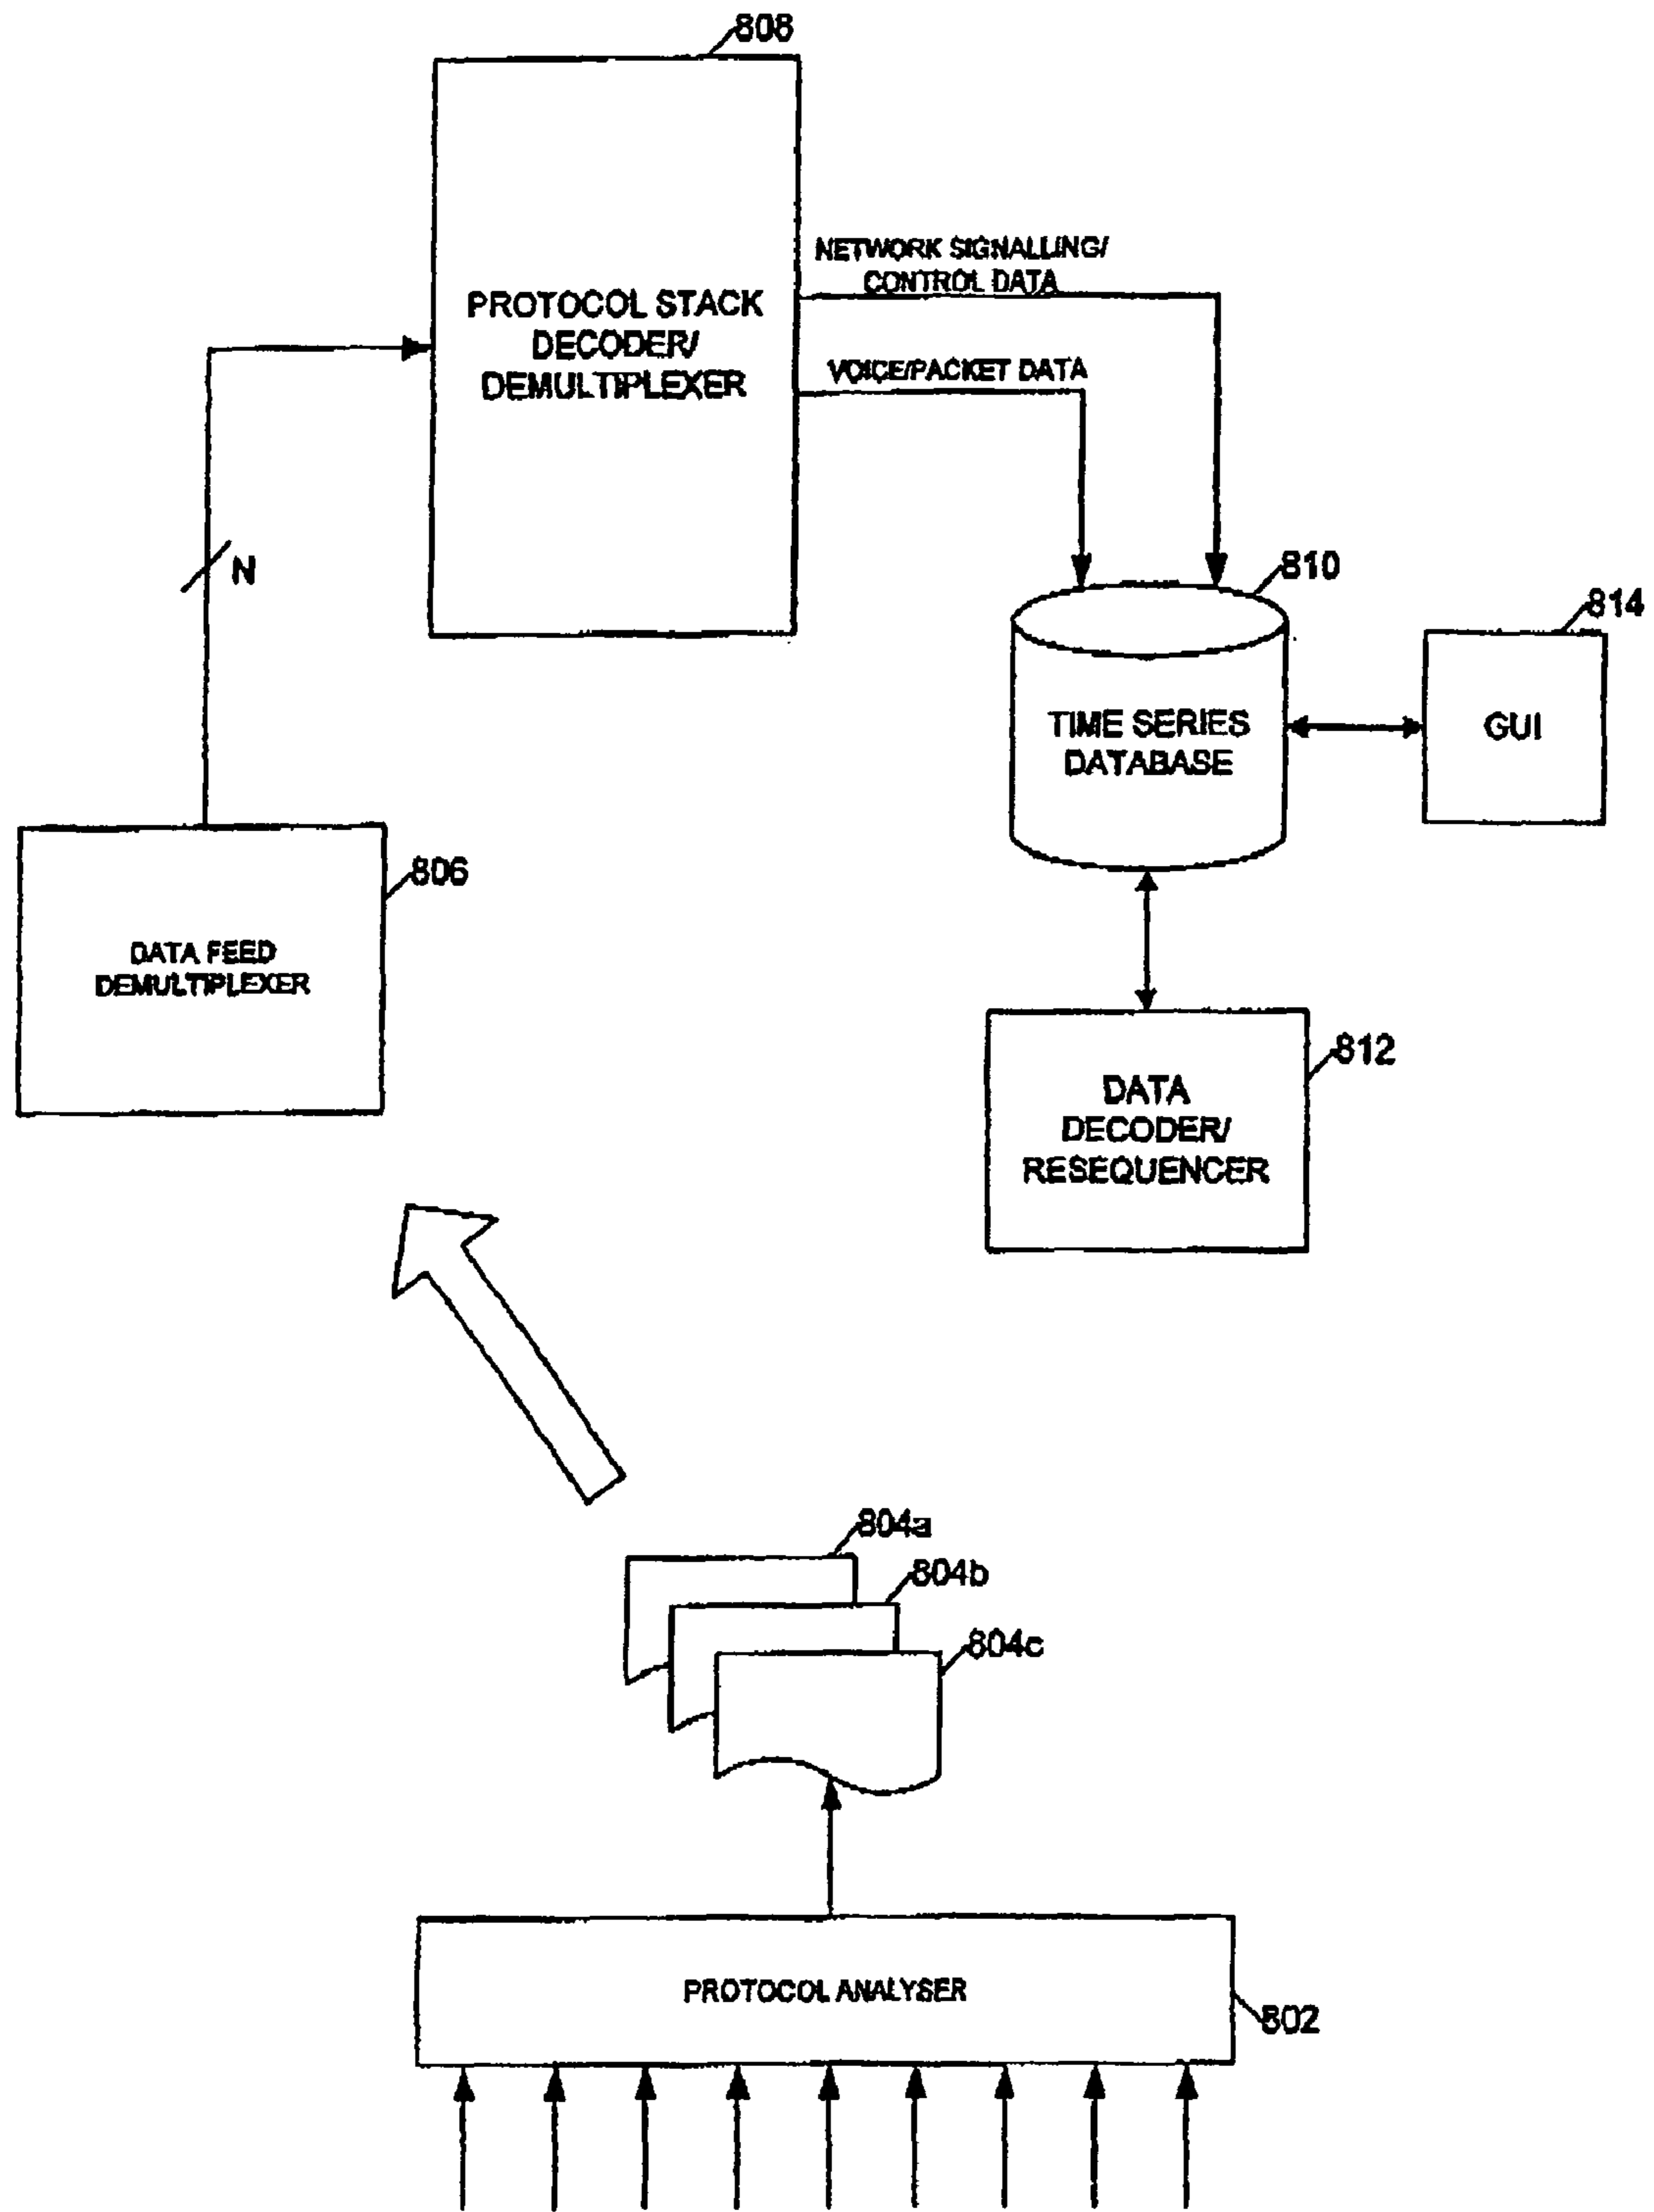 808
PROTOCOL STACK
DECODER/
DEMULTIPLEXER
NETWORK SIGNALLING/
CONTROL DATA
VOICE/PACKET DATA
N
810
814
TIME SERIES
DATABASE
GUI
806
DATA FEED
DEMULTIPLEXER
812
DATA
DECODER/
RESEQUENCER
804a
804b
804c
PROTOCOL ANALYSER
802